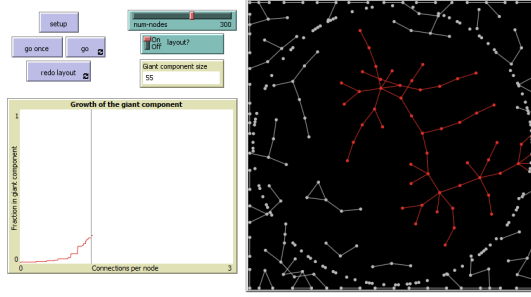 setup
num-nodes 300
go once
go
On
Off
layout?
redo layout
Giant component size
55
Growth of the giant component
1
Fraction in giant component
0
0
Connections per node
3